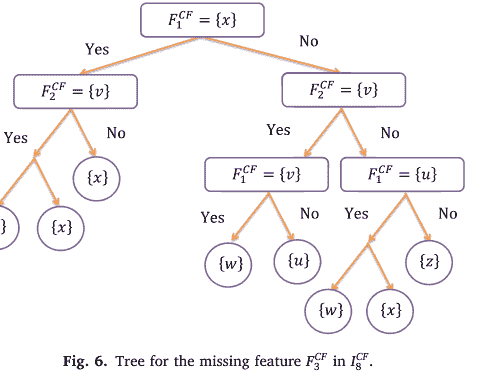 F_1^{CF} = {x}
Yes No
F_2^{CF} = {v} F_2^{CF} = {v}
Yes No Yes No
{x} F_1^{CF} = {v} F_1^{CF} = {u}
} {x} Yes No Yes No
{w} {u} {z}
{w} {x}
Fig. 6. Tree for the missing feature F_3^{CF} in I_8^{CF}.